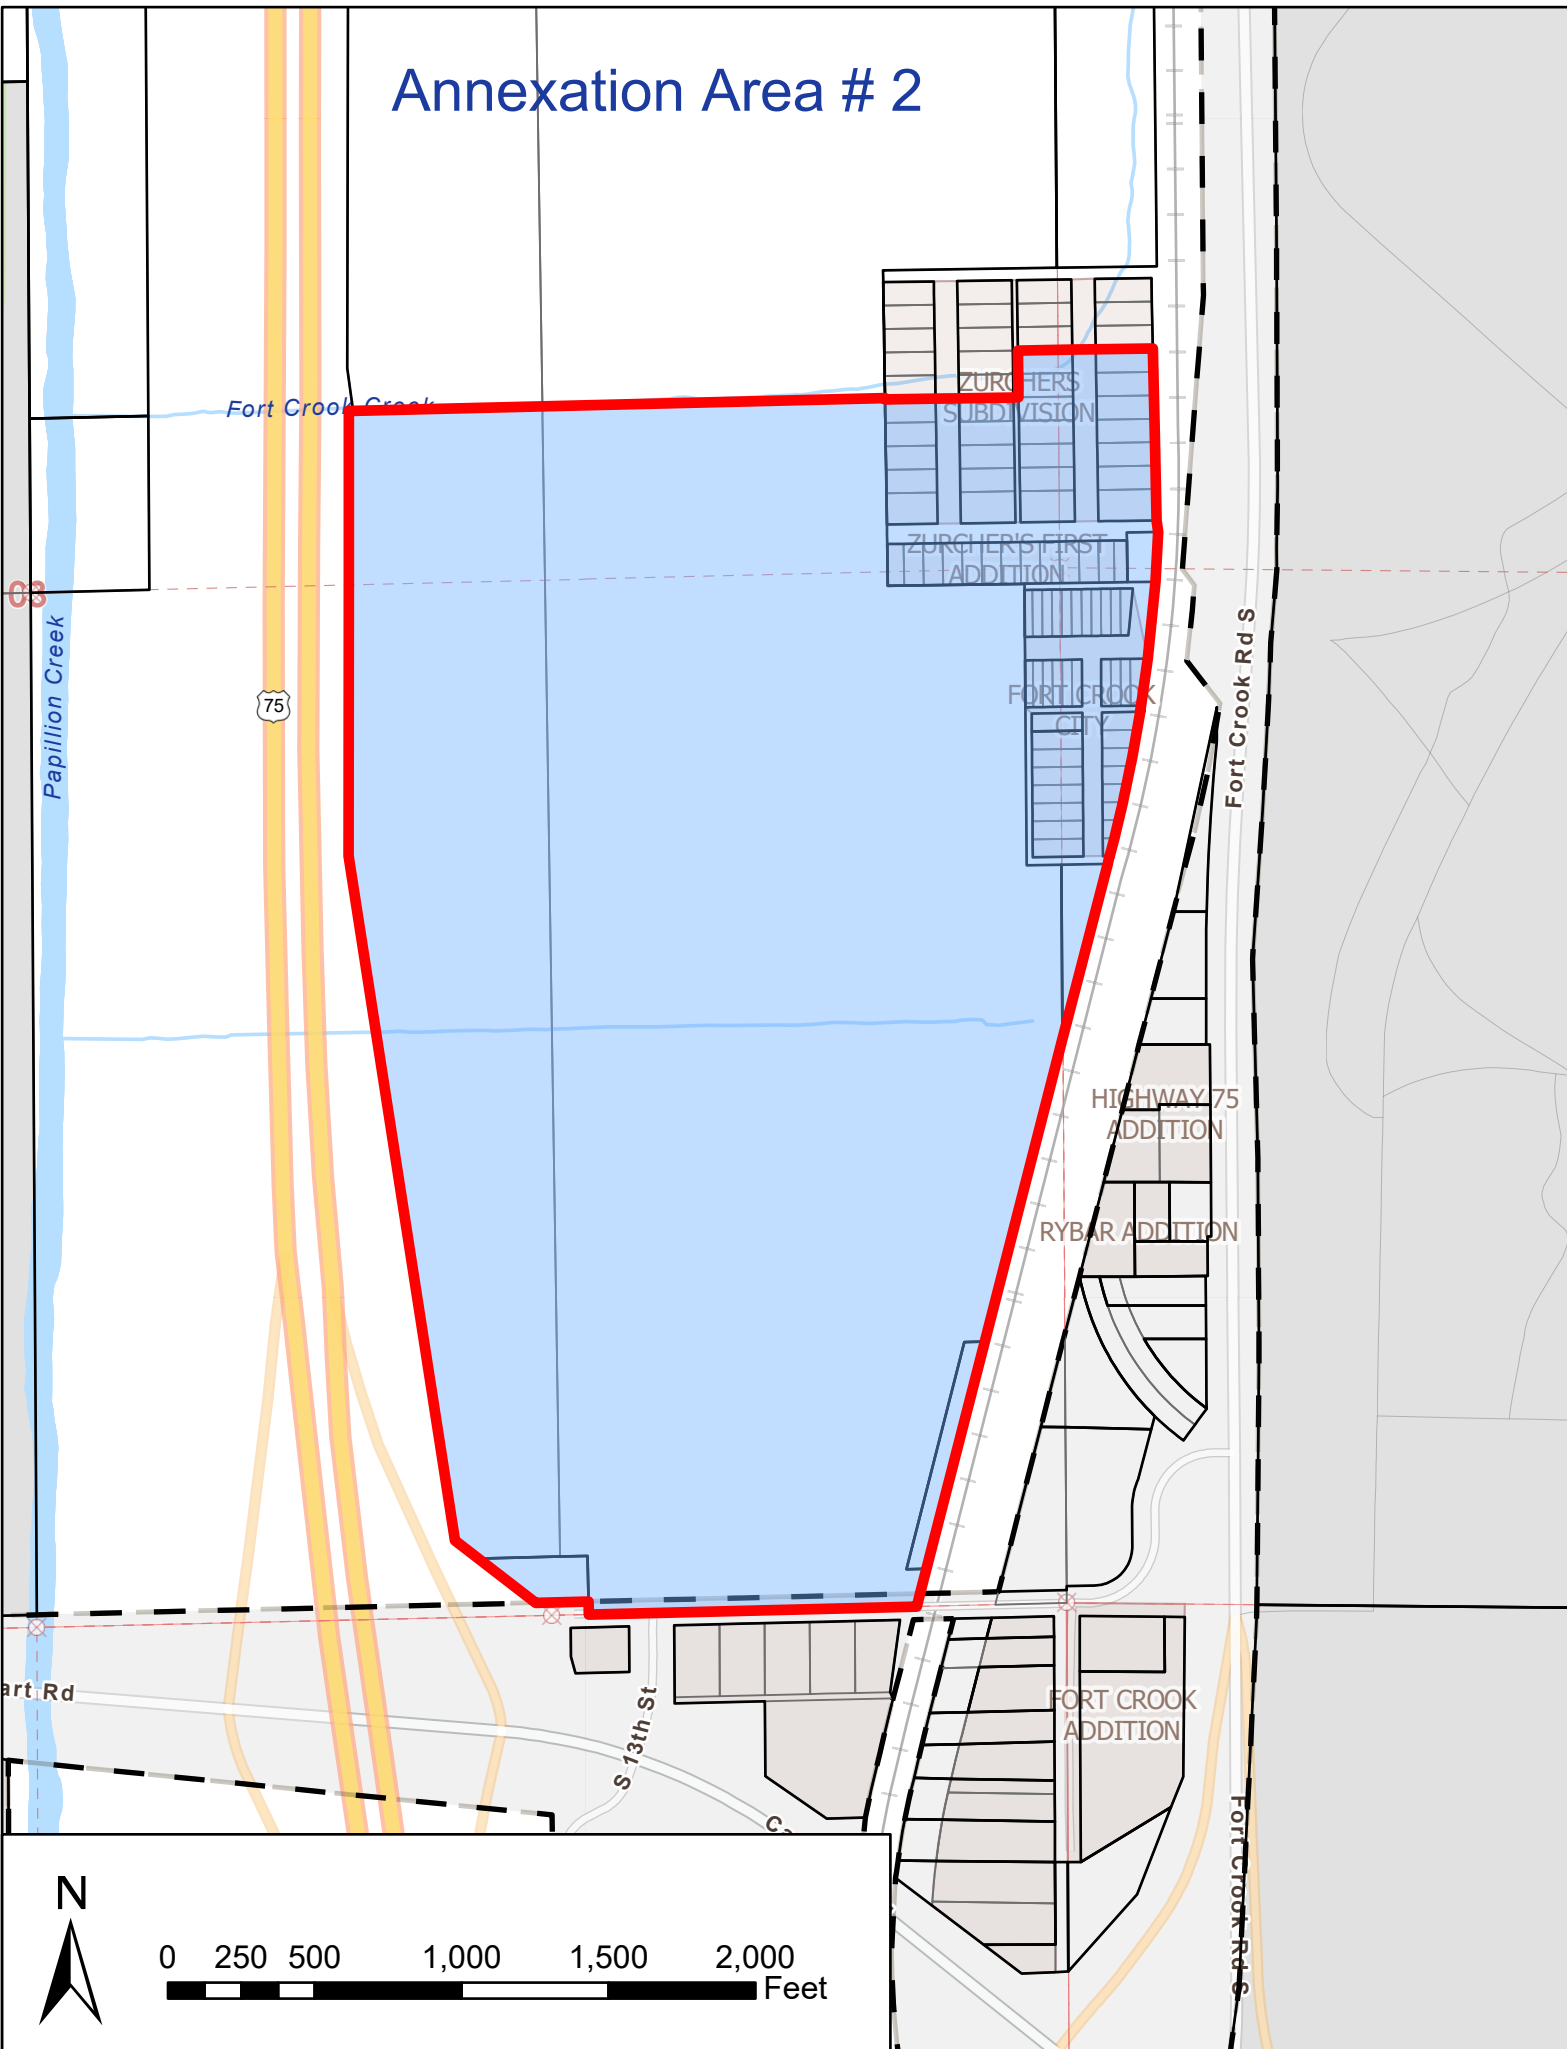 Annexation Area # 2
ZURCHERS
SUBDIVISION
Fort Crook Creek
ZURCHER'S FIRST
ADDITION
03
Papillion Creek
75
Fort Crook Rd S
FORT CROOK
CITY
HIGHWAY 75
ADDITION
RYBAR ADDITION
art Rd
S 13th St
FORT CROOK
ADDITION
Fort Crook Rd S
N
0 250 500 1,000 1,500 2,000
Feet